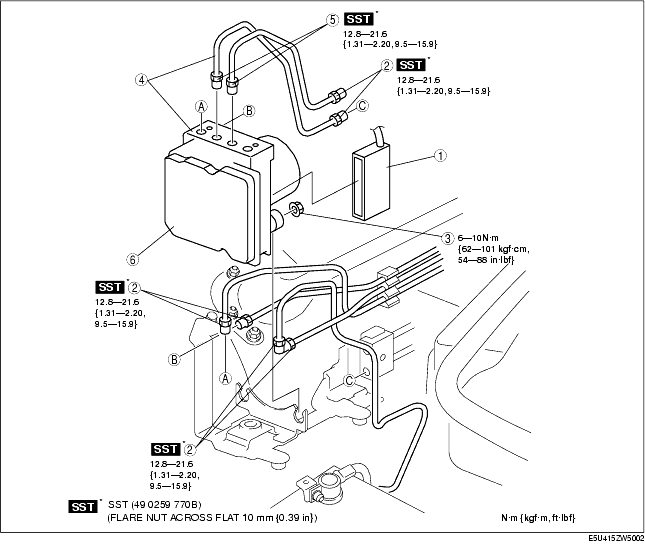 5 SST*
12.8—21.6
{1.31—2.20, 9.5—15.9}
4
2 SST*
12.8—21.6
{1.31—2.20, 9.5—15.9}
A
B
C
1
3 6—10N·m
{62—101 kgf·cm,
54—88 in·lbf}
6
SST* 2
12.8—21.6
{1.31—2.20,
9.5—15.9}
B
A
C
SST* 2
12.8—21.6
{1.31—2.20,
9.5—15.9}
SST* SST (49 0259 770B)
(FLARE NUT ACROSS FLAT 10 mm {0.39 in})
N·m {kgf·m, ft·lbf}
E5U415ZW5002